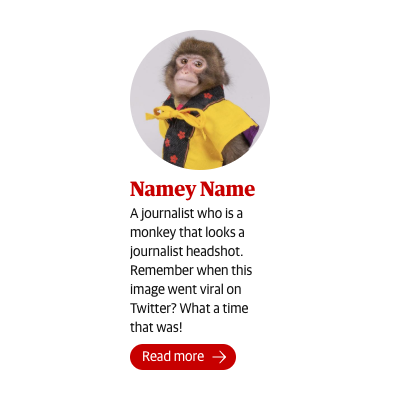 Namey Name
A journalist who is a
monkey that looks a
journalist headshot.
Remember when this
image went viral on
Twitter? What a time
that was!
Read more